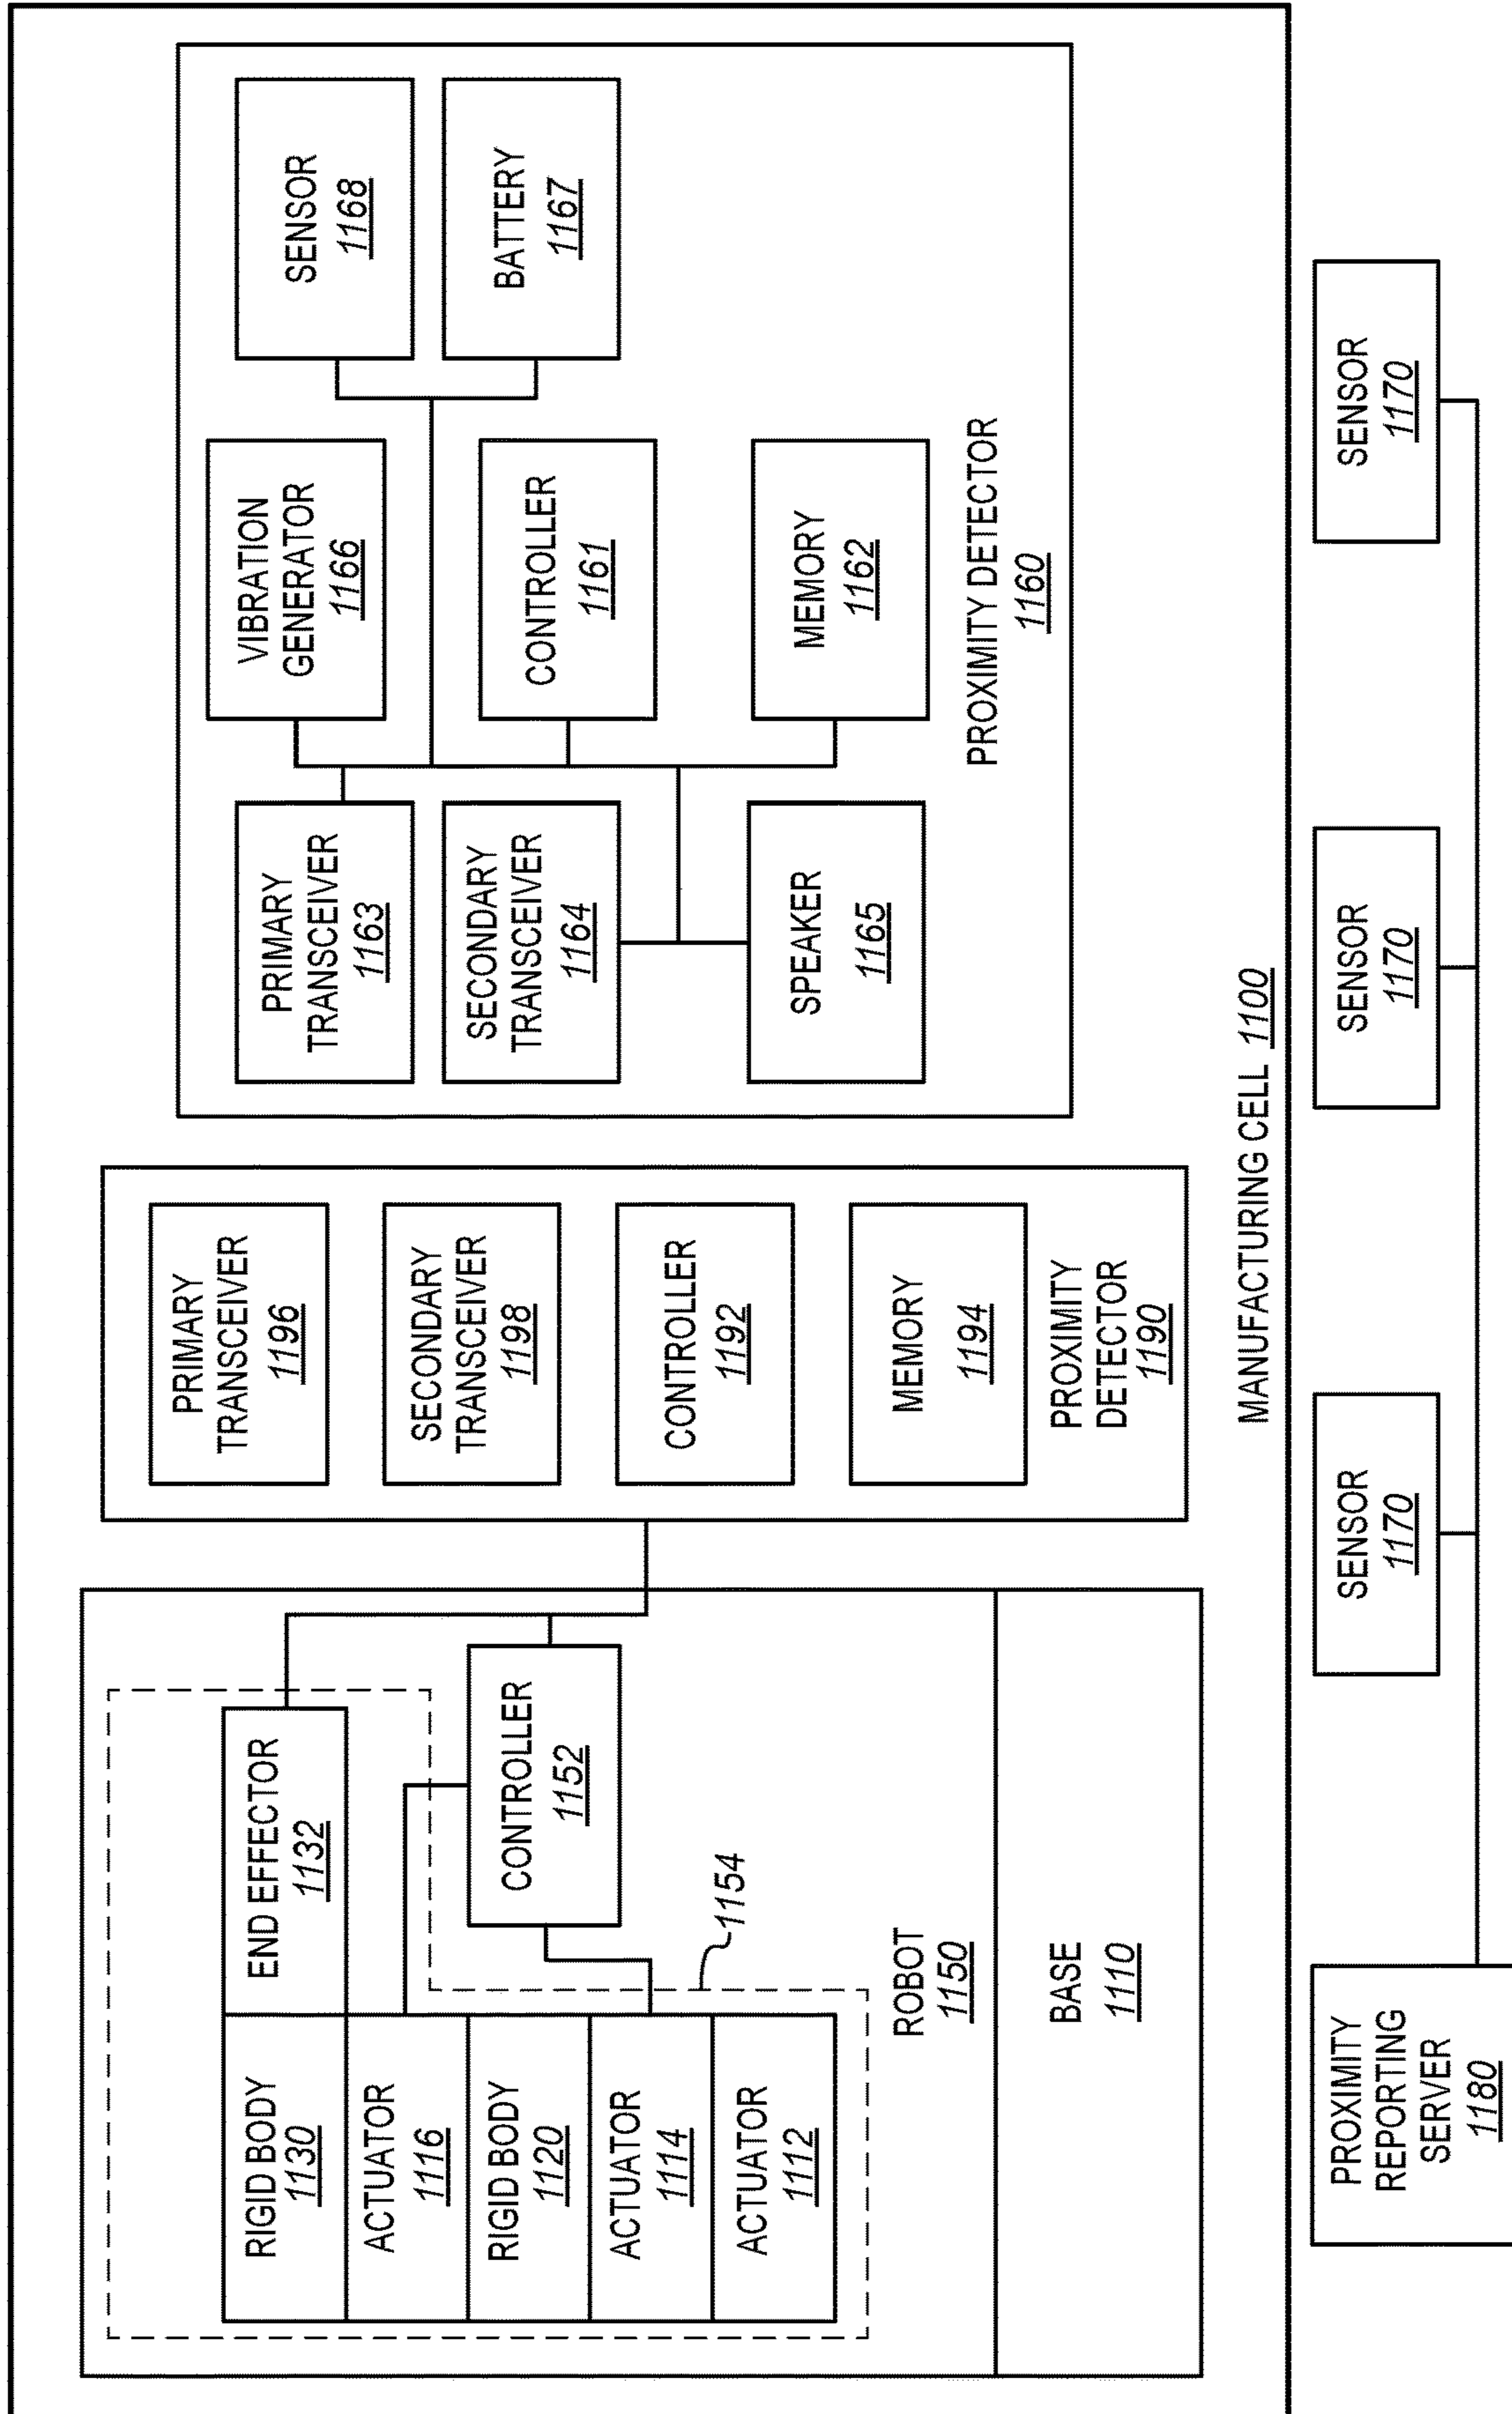 RIGID BODY
1130
END EFFECTOR
1132
ACTUATOR
1116
RIGID BODY
1120
ACTUATOR
1114
ACTUATOR
1112
CONTROLLER
1152
1154
ROBOT
1150
BASE
1110
PRIMARY
TRANSCEIVER
1196
SECONDARY
TRANSCEIVER
1198
CONTROLLER
1192
MEMORY
1194
PROXIMITY
DETECTOR
1190
PRIMARY
TRANSCEIVER
1163
SECONDARY
TRANSCEIVER
1164
SPEAKER
1165
VIBRATION
GENERATOR
1166
CONTROLLER
1161
MEMORY
1162
SENSOR
1168
BATTERY
1167
PROXIMITY DETECTOR
1160
MANUFACTURING CELL 1100
PROXIMITY
REPORTING
SERVER
1180
SENSOR
1170
SENSOR
1170
SENSOR
1170